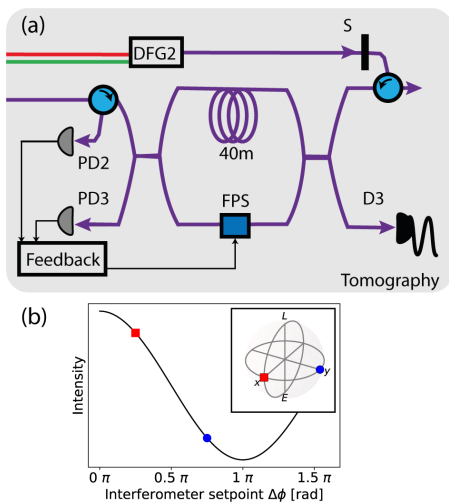 (a)
DFG2
S
PD2
40m
PD3
FPS
D3
Feedback
Tomography
(b)
L
x
y
E
Intensity
0 π 0.5 π 1 π 1.5 π
Interferometer setpoint Δϕ [rad]